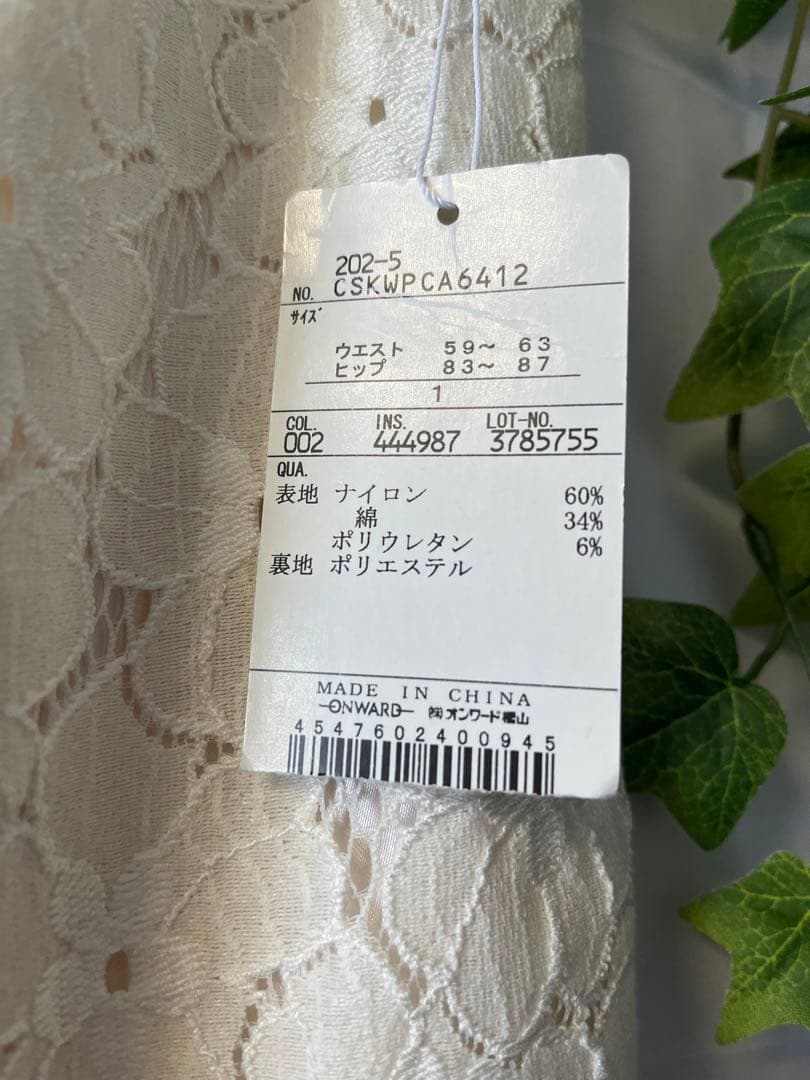 202-5
NO. CSKWPCA6412
サイズ
ウエスト 59〜 63
ヒップ 83〜 87
1
COL. INS. LOT-NO.
002 444987 3785755
QUA.
表地 ナイロン 60%
綿 34%
ポリウレタン 6%
裏地 ポリエステル
MADE IN CHINA
ONWARD ㈱オンワード樫山
4547602400945